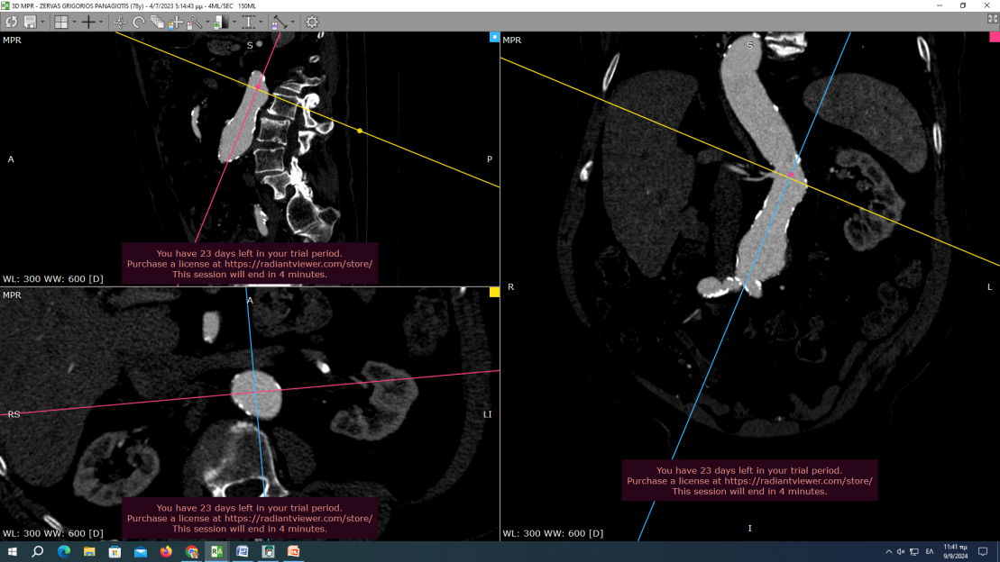 3D MPR - ZERVAS GRIGORIOS PANAGIOTIS (78y) - 4/7/2023 5:14:43 μμ - 4ML/SEC 150ML
MPR
S
A
P
You have 23 days left in your trial period.
Purchase a license at https://radiantviewer.com/store/
This session will end in 4 minutes.
WL: 300 WW: 600 [D]
MPR
A
RS
LI
You have 23 days left in your trial period.
Purchase a license at https://radiantviewer.com/store/
This session will end in 4 minutes.
WL: 300 WW: 600 [D]
MPR
S
R
L
You have 23 days left in your trial period.
Purchase a license at https://radiantviewer.com/store/
This session will end in 4 minutes.
I
WL: 300 WW: 600 [D]
RA
ΕΛ
11:41 πμ
9/9/2024